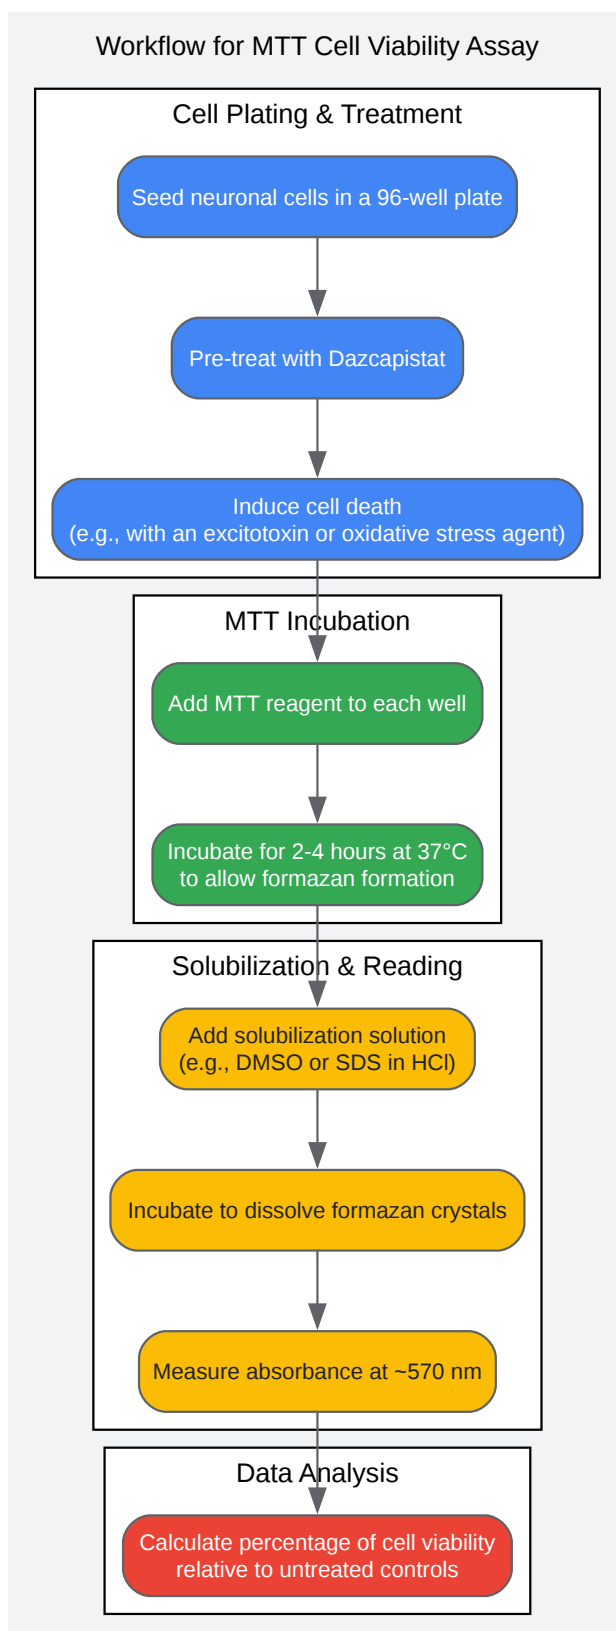 Workflow for MTT Cell Viability Assay
Cell Plating & Treatment
Seed neuronal cells in a 96-well plate
Pre-treat with Dazcapistat
Induce cell death
(e.g., with an excitotoxin or oxidative stress agent)
MTT Incubation
Add MTT reagent to each well
Incubate for 2-4 hours at 37°C
to allow formazan formation
Solubilization & Reading
Add solubilization solution
(e.g., DMSO or SDS in HCl)
Incubate to dissolve formazan crystals
Measure absorbance at ~570 nm
Data Analysis
Calculate percentage of cell viability
relative to untreated controls